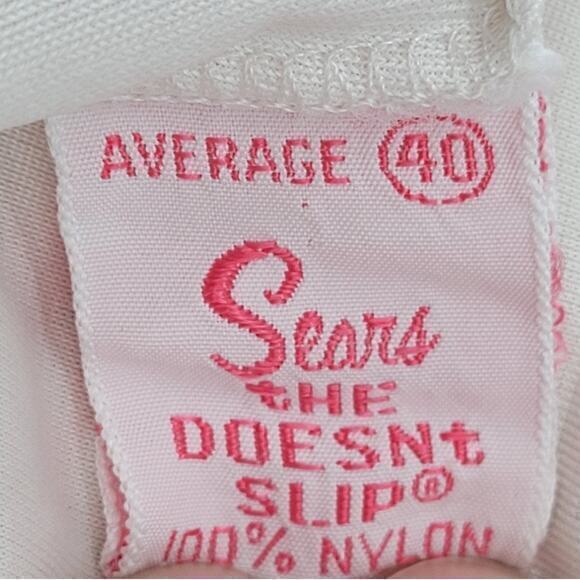 AVERAGE 40
Sears
tHE
DOESNt
SLIP®
100% NYLON